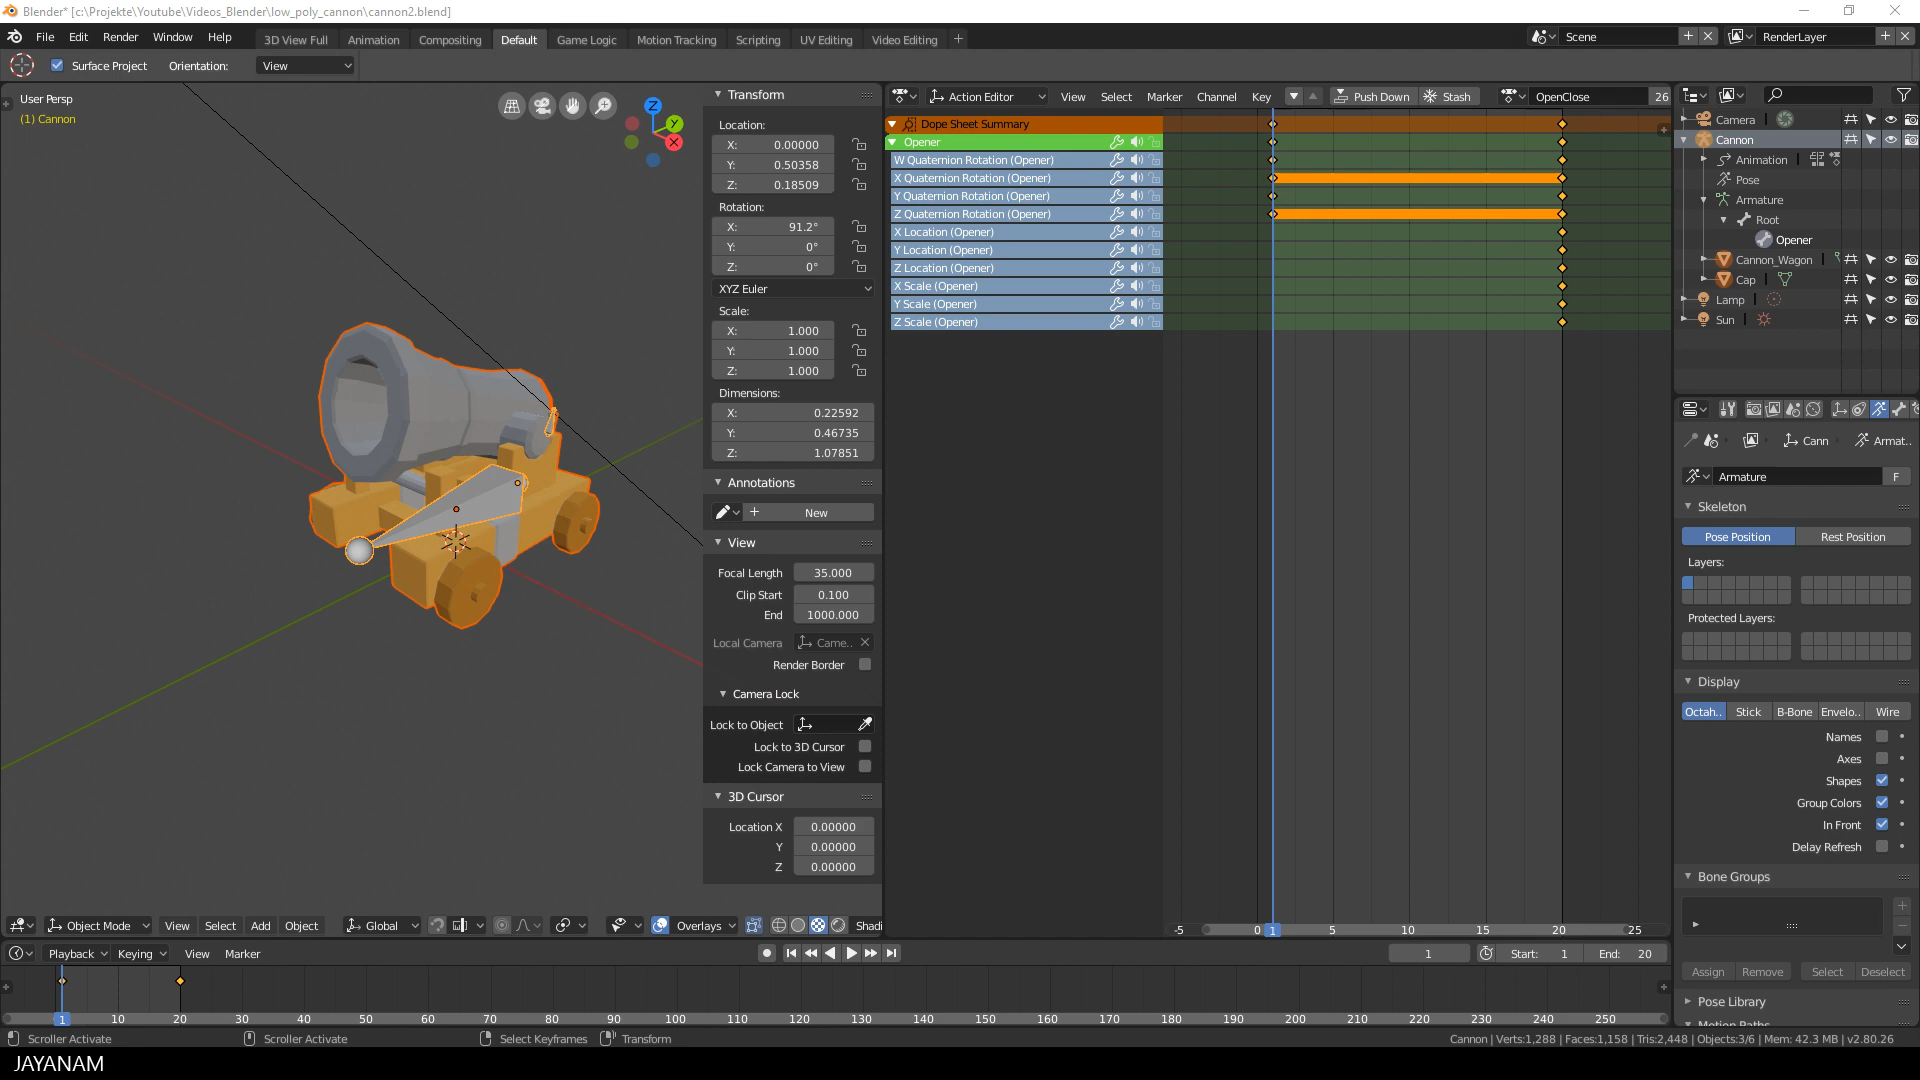 Blender* [c:\Projekte\Youtube\Videos_Blender\low_poly_cannon\cannon2.blend]
File Edit Render Window Help 3D View Full Animation Compositing Default Game Logic Motion Tracking Scripting UV Editing Video Editing Scene RenderLayer
Surface Project Orientation: View
User Persp
(1) Cannon
Z
Y
X
Transform
Location:
X: 0.00000
Y: 0.50358
Z: 0.18509
Rotation:
X: 91.2°
Y: 0°
Z: 0°
XYZ Euler
Scale:
X: 1.000
Y: 1.000
Z: 1.000
Dimensions:
X: 0.22592
Y: 0.46735
Z: 1.07851
Annotations
New
View
Focal Length 35.000
Clip Start 0.100
End 1000.000
Local Camera Came..
Render Border
Camera Lock
Lock to Object
Lock to 3D Cursor
Lock Camera to View
3D Cursor
Location X 0.00000
Y 0.00000
Z 0.00000
Action Editor View Select Marker Channel Key Push Down Stash OpenClose 26
Dope Sheet Summary
Opener
W Quaternion Rotation (Opener)
X Quaternion Rotation (Opener)
Y Quaternion Rotation (Opener)
Z Quaternion Rotation (Opener)
X Location (Opener)
Y Location (Opener)
Z Location (Opener)
X Scale (Opener)
Y Scale (Opener)
Z Scale (Opener)
-5 0 1 5 10 15 20 25
Camera
Cannon
Animation
Pose
Armature
Root
Opener
Cannon_Wagon
Cap
Lamp
Sun
Cann Armat..
Armature F
Skeleton
Pose Position Rest Position
Layers:
Protected Layers:
Display
Octah.. Stick B-Bone Envelo.. Wire
Names
Axes
Shapes
Group Colors
In Front
Delay Refresh
Bone Groups
Assign Remove Select Deselect
Pose Library
Motion Paths
Object Mode View Select Add Object Global Overlays Shadi
Playback Keying View Marker 1 Start: 1 End: 20
1 10 20 30 40 50 60 70 80 90 100 110 120 130 140 150 160 170 180 190 200 210 220 230 240 250
Scroller Activate Scroller Activate Select Keyframes Transform Cannon | Verts:1,288 | Faces:1,158 | Tris:2,448 | Objects:3/6 | Mem: 42.3 MB | v2.80.26
JAYANAM